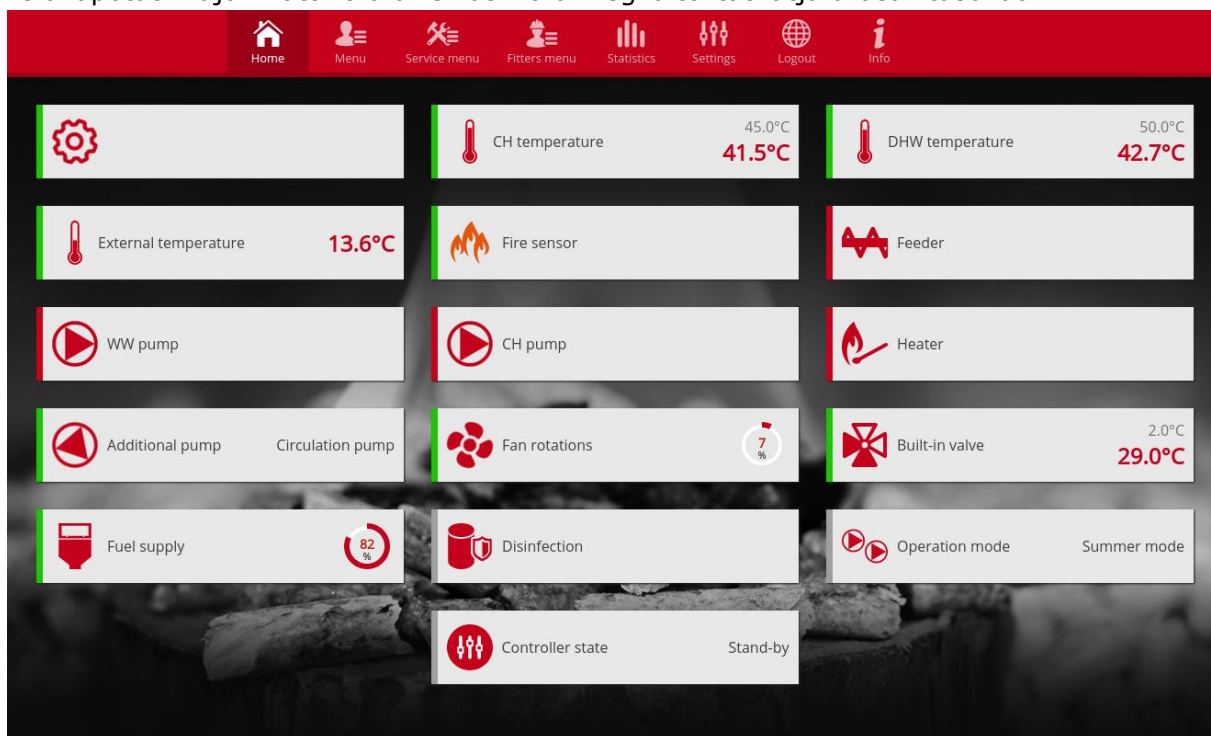 Home Menu Service menu Fitters menu Statistics Settings Logout Info
CH temperature 45.0°C 41.5°C
DHW temperature 50.0°C 42.7°C
External temperature 13.6°C
Fire sensor
Feeder
WW pump
CH pump
Heater
Additional pump Circulation pump
Fan rotations 7 %
Built-in valve 2.0°C 29.0°C
Fuel supply 82 %
Disinfection
Operation mode Summer mode
Controller state Stand-by